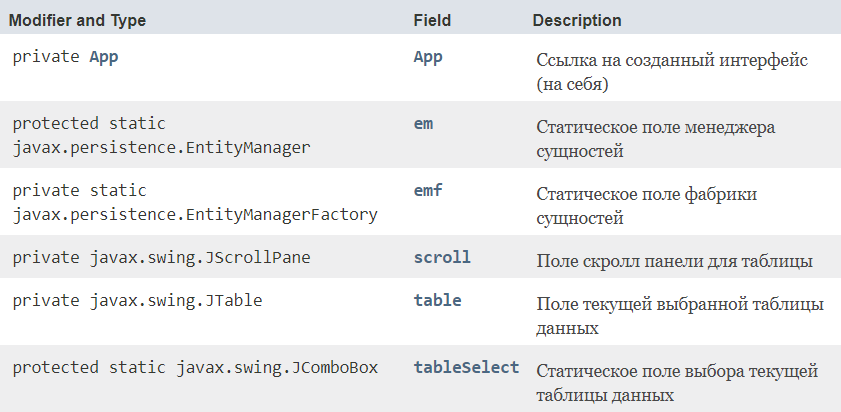 Modifier and Type Field Description
private App App Ссылка на созданный интерфейс
(на себя)
protected static em Статическое поле менеджера
javax.persistence.EntityManager сущностей
private static emf Статическое поле фабрики
javax.persistence.EntityManagerFactory сущностей
private javax.swing.JScrollPane scroll Поле скролл панели для таблицы
private javax.swing.JTable table Поле текущей выбранной таблицы
данных
protected static javax.swing.JComboBox tableSelect Статическое поле выбора текущей
таблицы данных